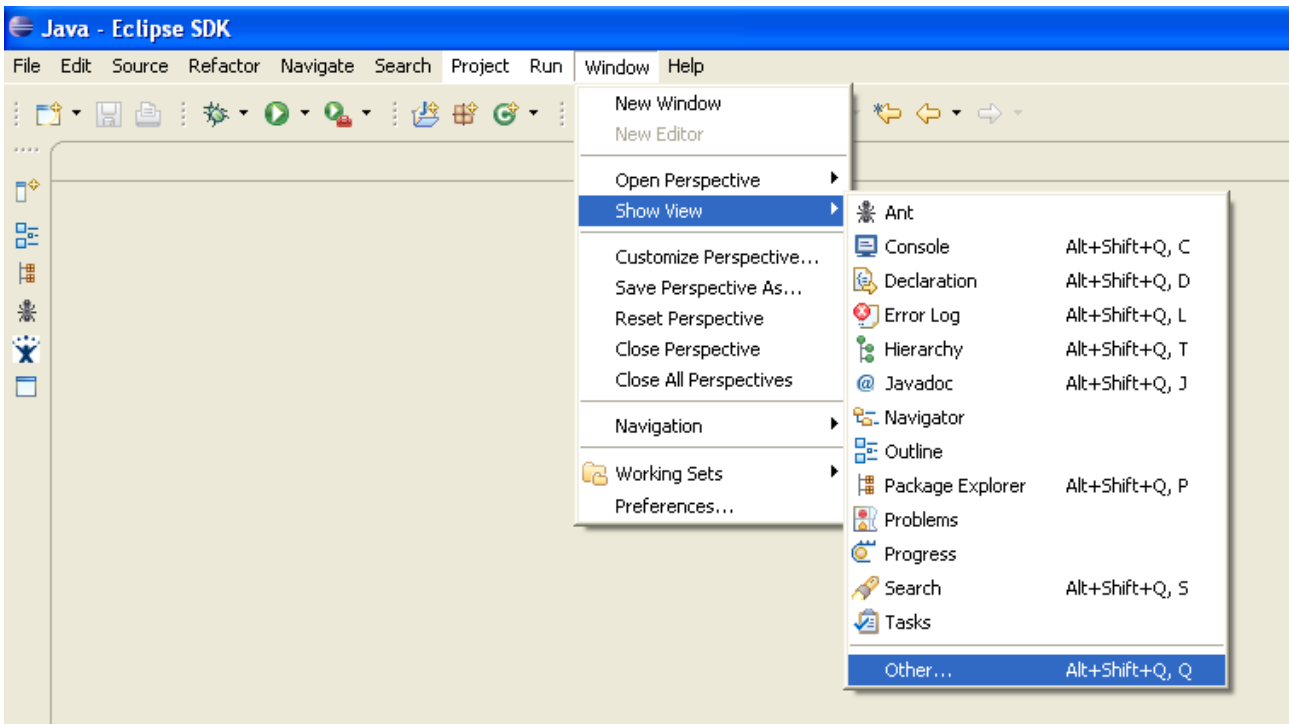 Java - Eclipse SDK
File Edit Source Refactor Navigate Search Project Run Window Help
New Window
New Editor
Open Perspective
Show View
Customize Perspective...
Save Perspective As...
Reset Perspective
Close Perspective
Close All Perspectives
Navigation
Working Sets
Preferences...
Ant
Console Alt+Shift+Q, C
Declaration Alt+Shift+Q, D
Error Log Alt+Shift+Q, L
Hierarchy Alt+Shift+Q, T
Javadoc Alt+Shift+Q, J
Navigator
Outline
Package Explorer Alt+Shift+Q, P
Problems
Progress
Search Alt+Shift+Q, S
Tasks
Other... Alt+Shift+Q, Q